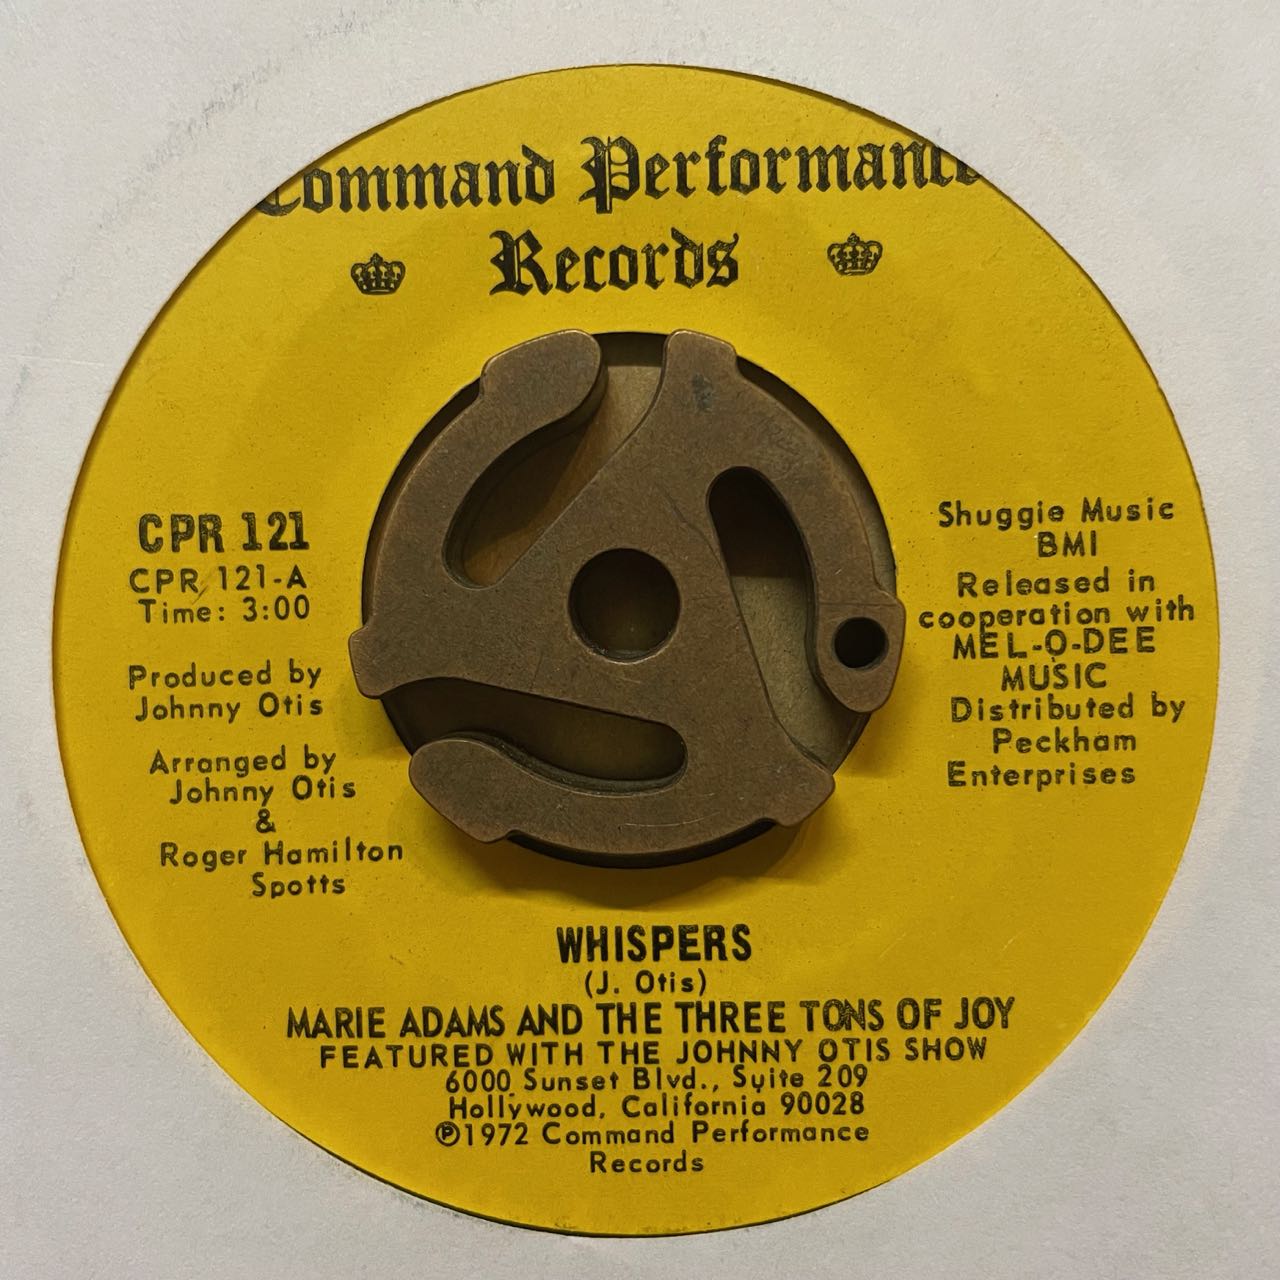 Command Performance
Records
CPR 121
CPR 121-A
Time: 3:00
Produced by
Johnny Otis
Arranged by
Johnny Otis
&
Roger Hamilton
Spotts
Shuggie Music
BMI
Released in
cooperation with
MEL-O-DEE
MUSIC
Distributed by
Peckham
Enterprises
WHISPERS
(J. Otis)
MARIE ADAMS AND THE THREE TONS OF JOY
FEATURED WITH THE JOHNNY OTIS SHOW
6000 Sunset Blvd., Suite 209
Hollywood, California 90028
℗1972 Command Performance
Records